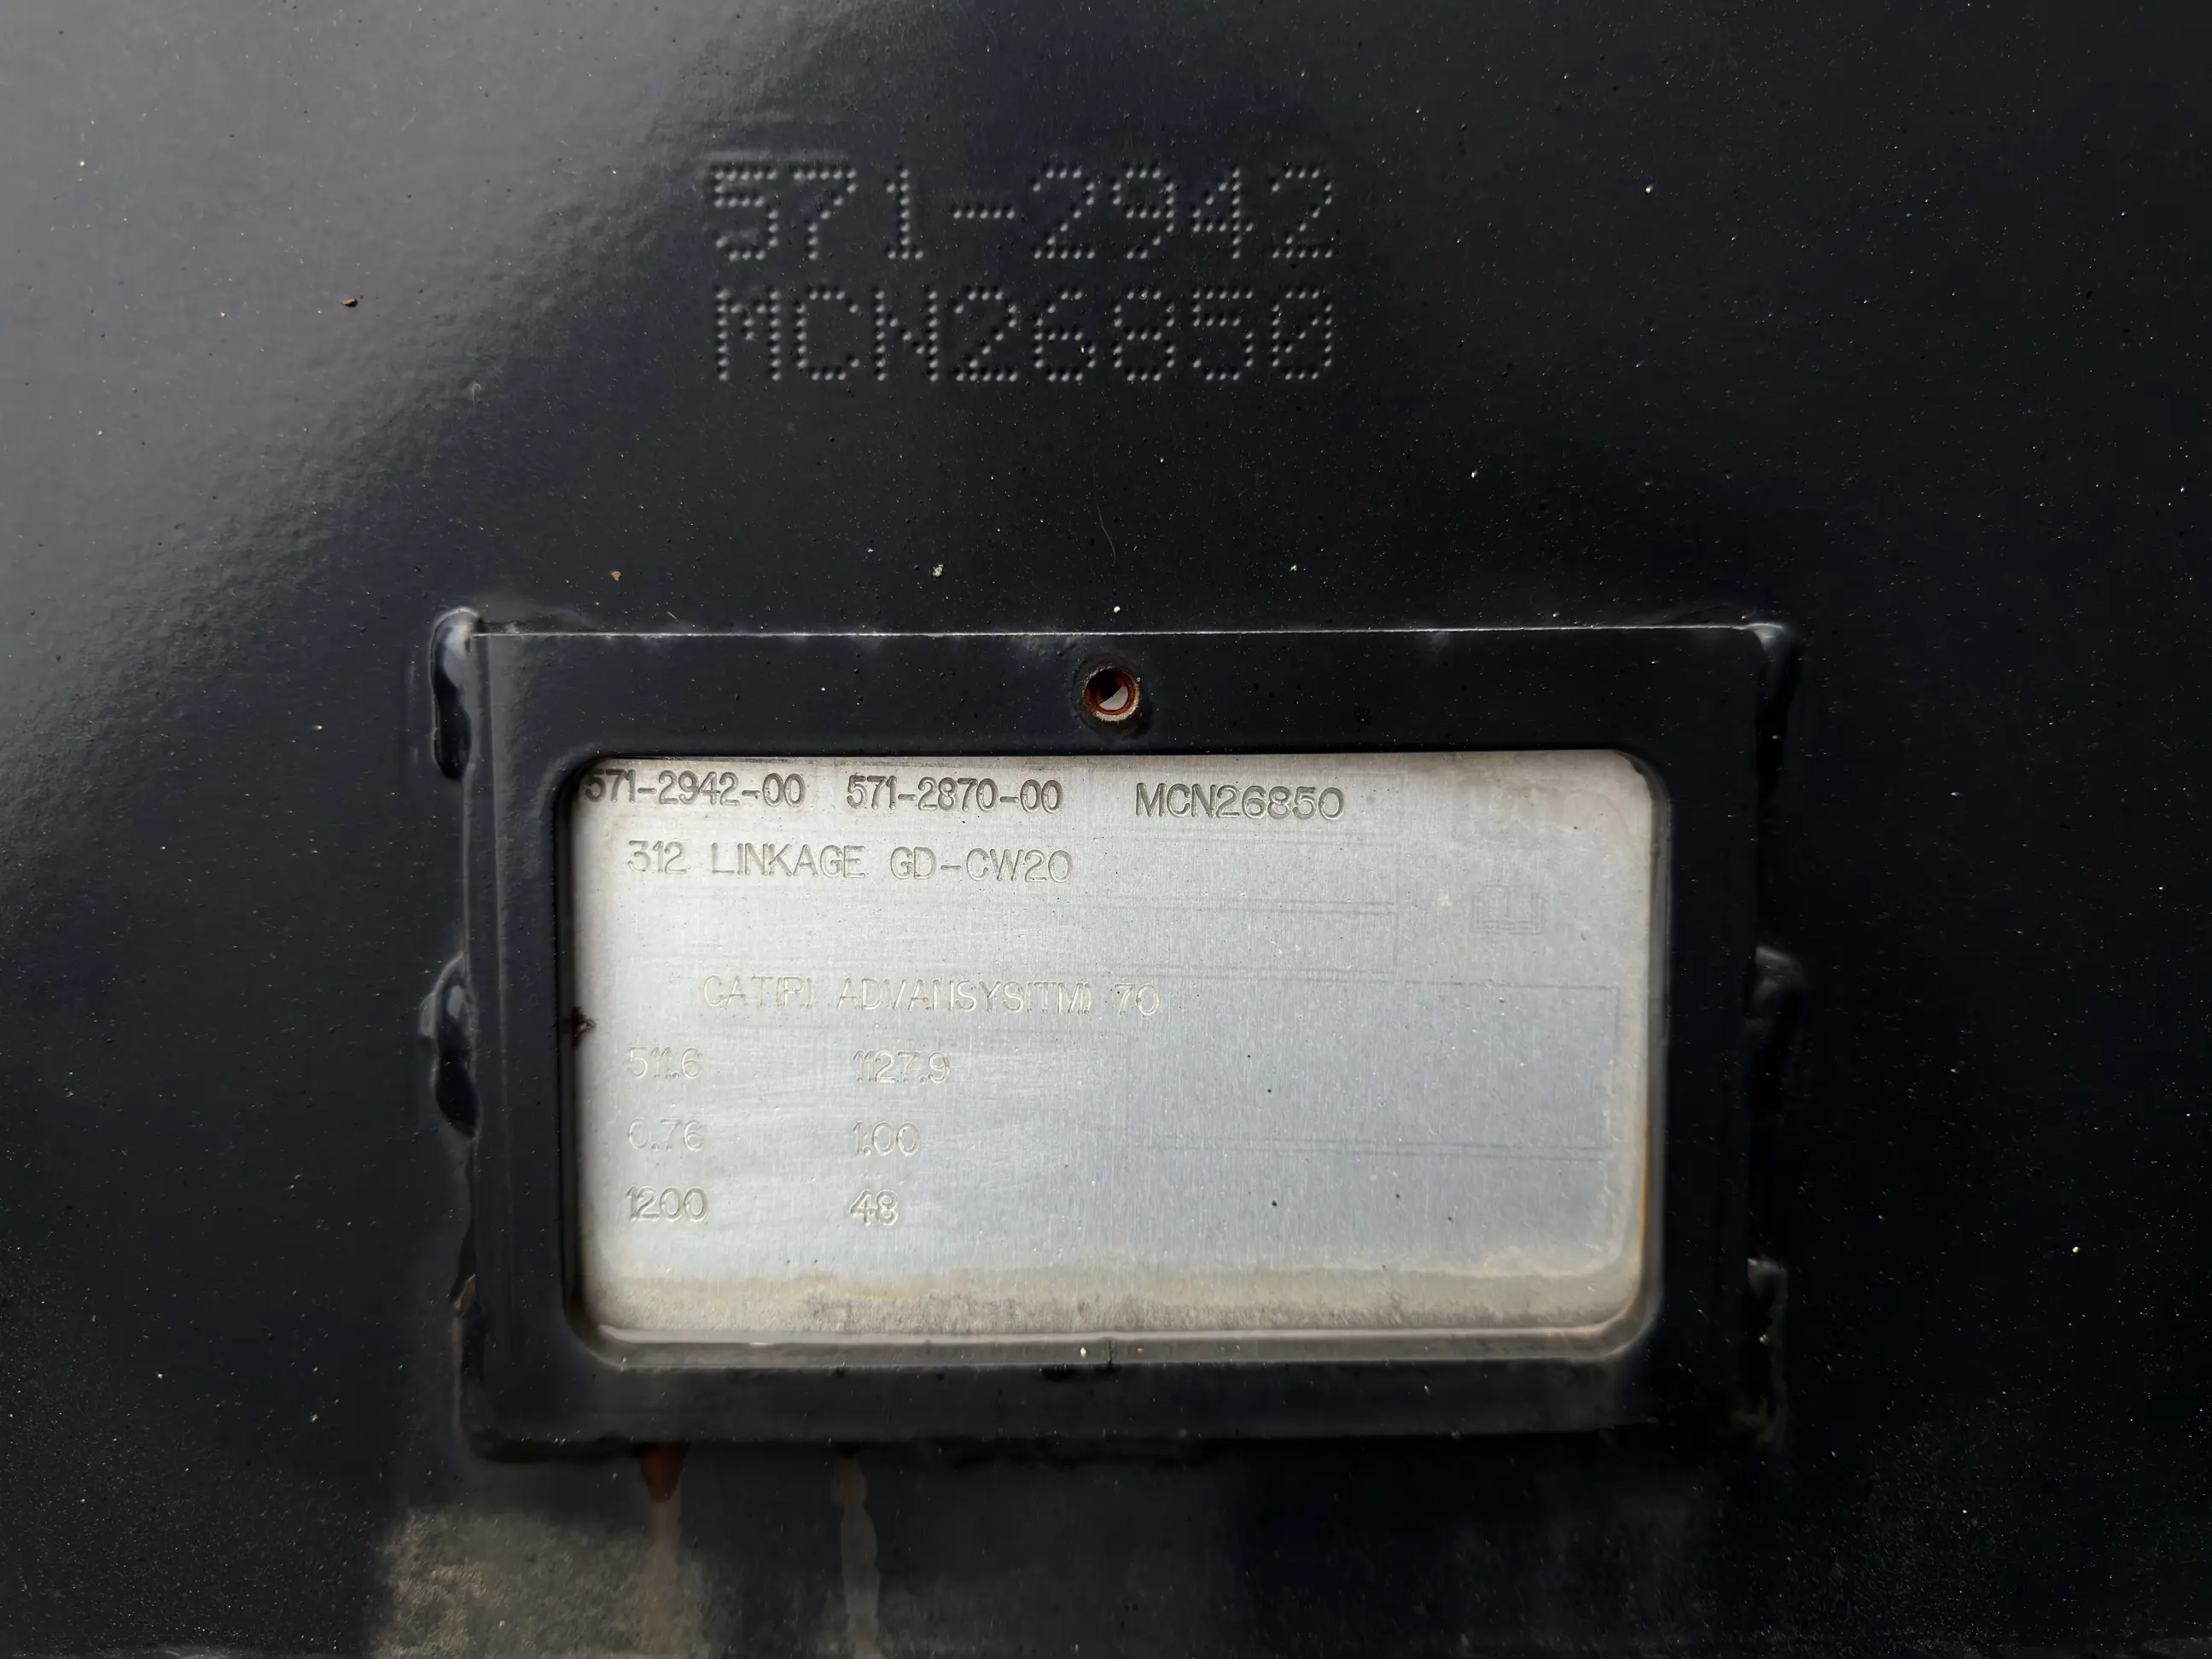 571-2942
MCN26850
571-2942-00 571-2870-00 MCN26850
312 LINKAGE GD-CW20
CAT(R) ADVANSYS(TM) 70
511.6 1127.9
0.76 1.00
1200 48